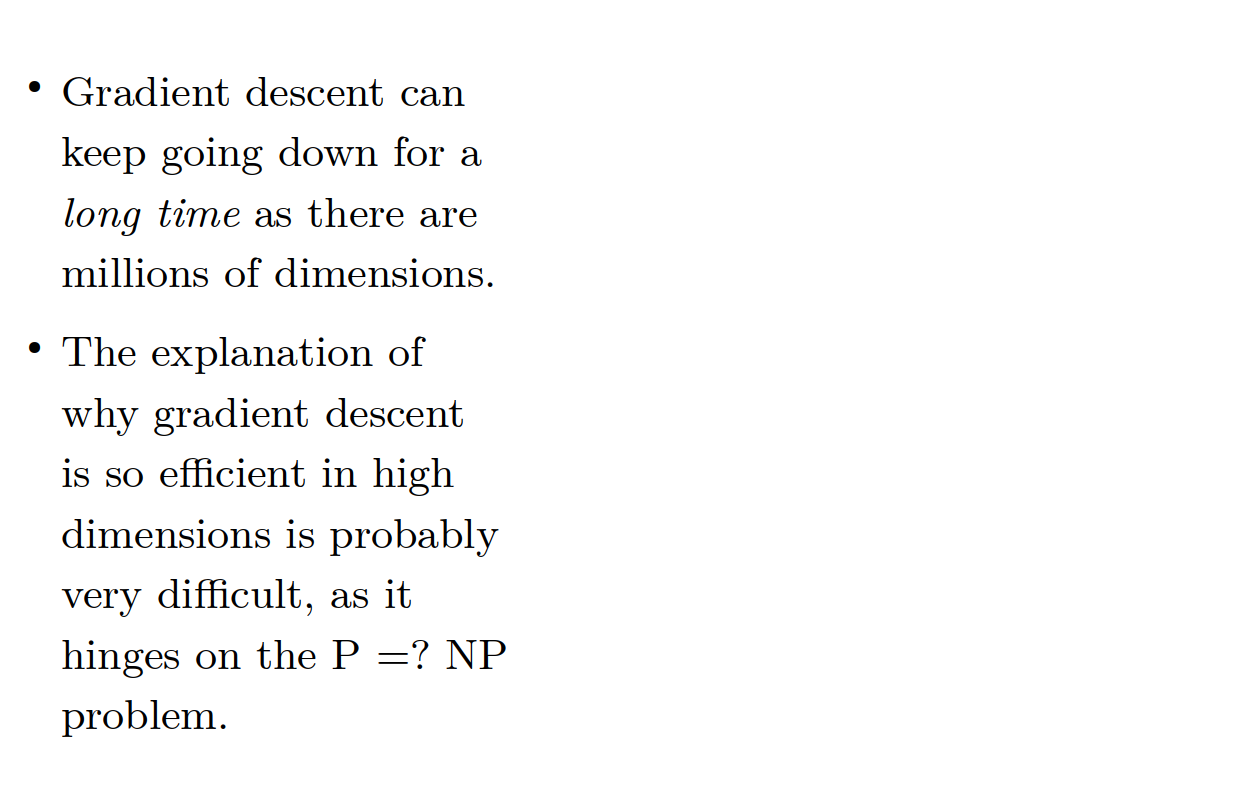 • Gradient descent can
keep going down for a
long time as there are
millions of dimensions.
• The explanation of
why gradient descent
is so efficient in high
dimensions is probably
very difficult, as it
hinges on the P =? NP
problem.